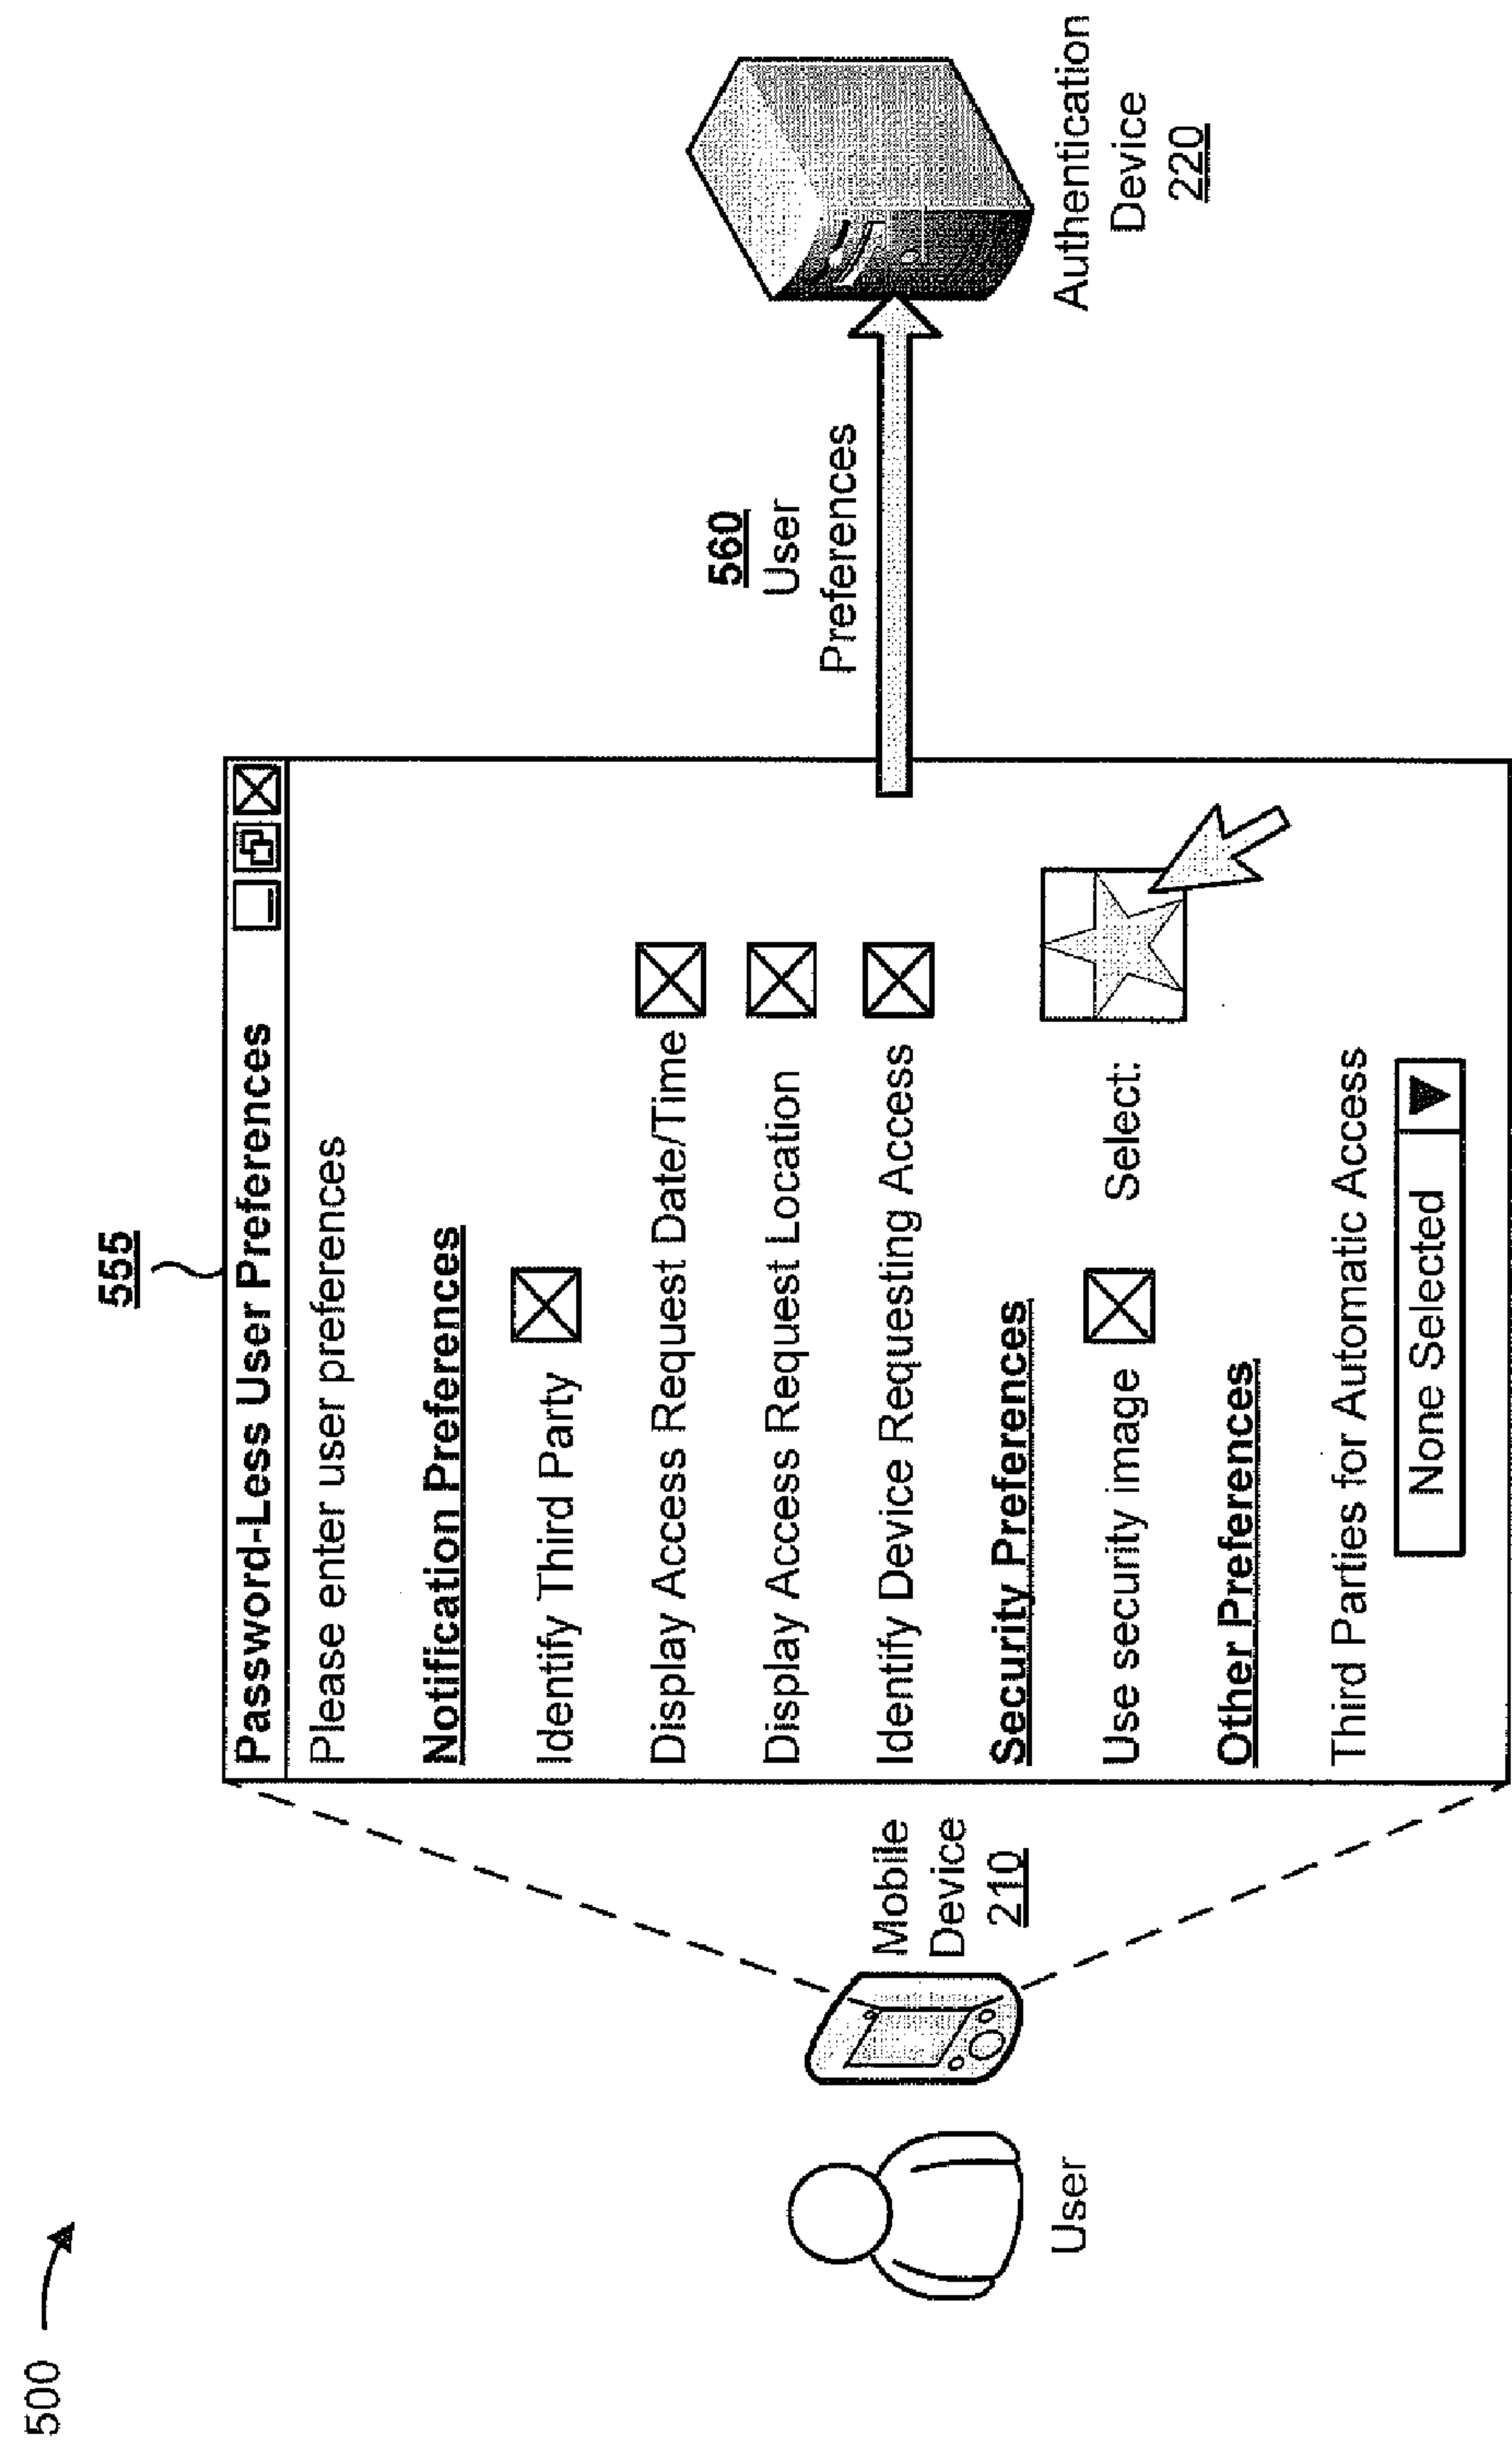 500
555
Password-Less User Preferences
Please enter user preferences
Notification Preferences
Identify Third Party
Display Access Request Date/Time
Display Access Request Location
Identify Device Requesting Access
Security Preferences
Use security image Select:
Other Preferences
Third Parties for Automatic Access
None Selected
User
Mobile
Device
210
560
User
Preferences
Authentication
Device
220